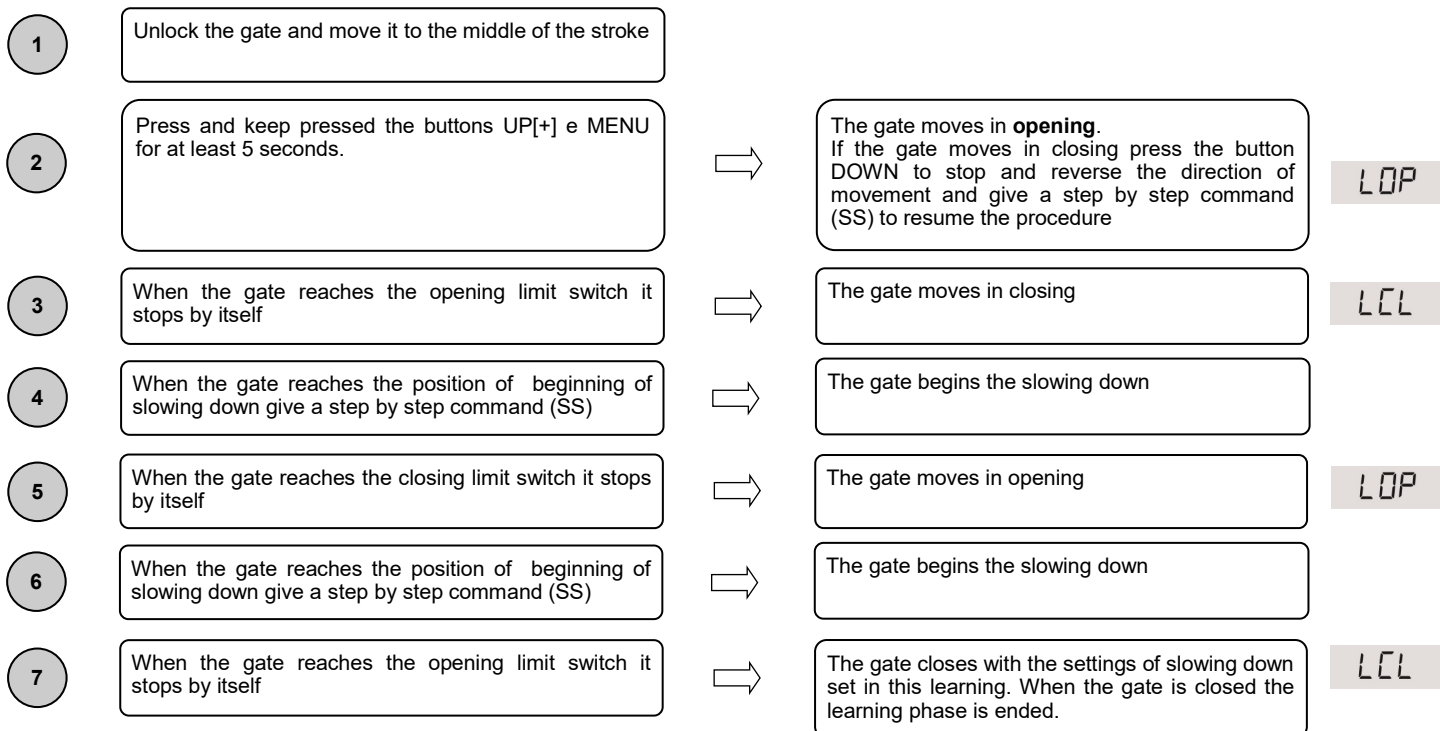 1
Unlock the gate and move it to the middle of the stroke
2
Press and keep pressed the buttons UP[+] e MENU
for at least 5 seconds.
The gate moves in opening.
If the gate moves in closing press the button
DOWN to stop and reverse the direction of
movement and give a step by step command
(SS) to resume the procedure
LOP
3
When the gate reaches the opening limit switch it
stops by itself
The gate moves in closing
LCL
4
When the gate reaches the position of beginning of
slowing down give a step by step command (SS)
The gate begins the slowing down
5
When the gate reaches the closing limit switch it stops
by itself
The gate moves in opening
LOP
6
When the gate reaches the position of beginning of
slowing down give a step by step command (SS)
The gate begins the slowing down
7
When the gate reaches the opening limit switch it
stops by itself
The gate closes with the settings of slowing down
set in this learning. When the gate is closed the
learning phase is ended.
LCL